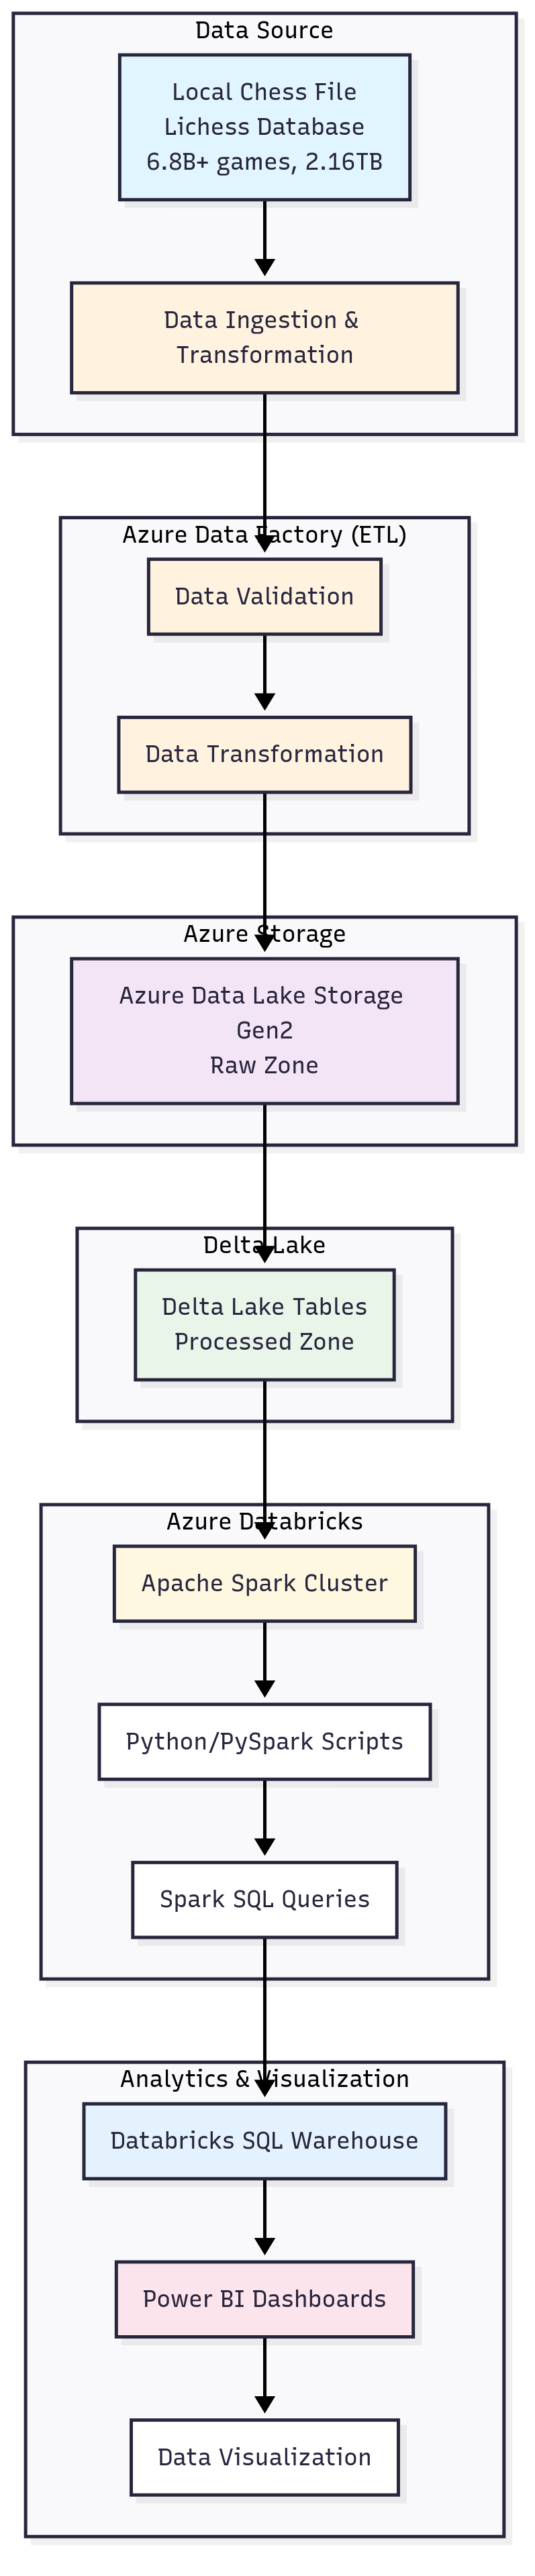 Data Source
Local Chess File
Lichess Database
6.8B+ games, 2.16TB
Data Ingestion &
Transformation
Azure Data Factory (ETL)
Data Validation
Data Transformation
Azure Storage
Azure Data Lake Storage
Gen2
Raw Zone
Delta Lake
Delta Lake Tables
Processed Zone
Azure Databricks
Apache Spark Cluster
Python/PySpark Scripts
Spark SQL Queries
Analytics & Visualization
Databricks SQL Warehouse
Power BI Dashboards
Data Visualization